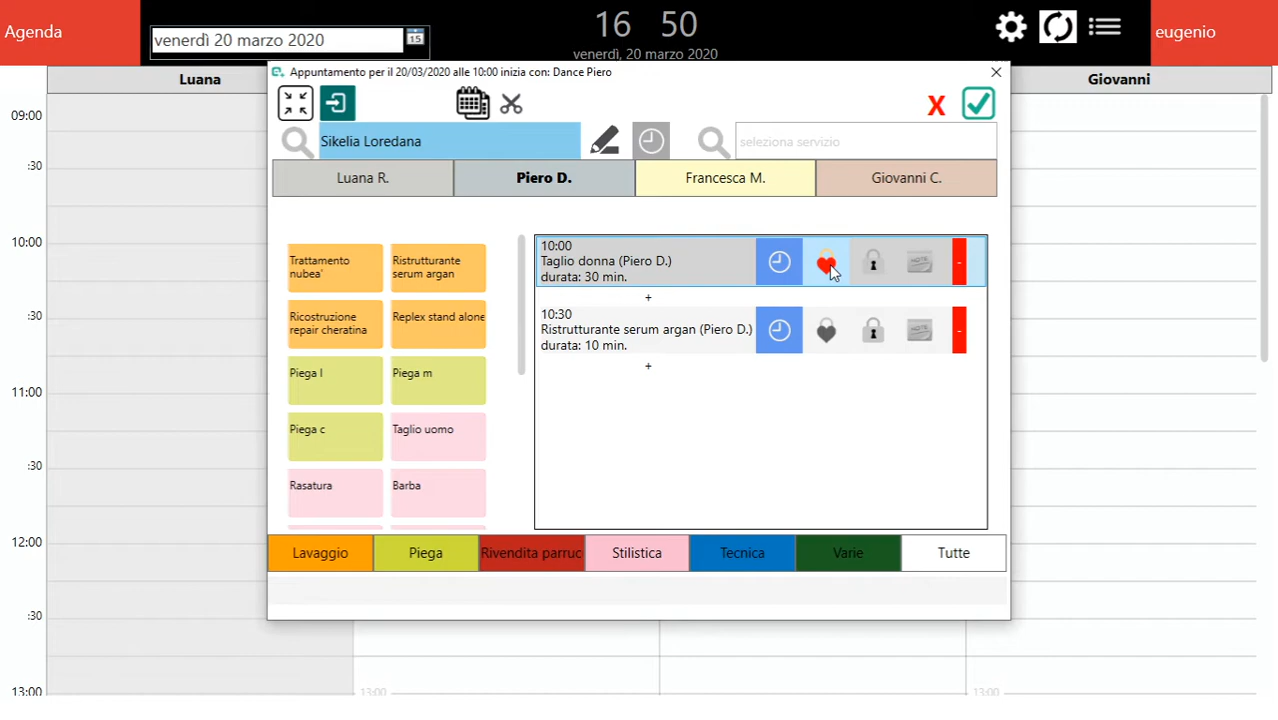 Agenda
venerdì 20 marzo 2020
15
16 50
venerdì, 20 marzo 2020
eugenio
Luana
Giovanni
Appuntamento per il 20/03/2020 alle 10:00 inizia con: Dance Piero
X
Sikelia Loredana
seleziona servizio
Luana R.
Piero D.
Francesca M.
Giovanni C.
09:00
:30
10:00
:30
11:00
:30
12:00
:30
13:00
Trattamento
nubea'
Ristrutturante
serum argan
Ricostruzione
repair cheratina
Replex stand alone
Piega l
Piega m
Piega c
Taglio uomo
Rasatura
Barba
10:00
Taglio donna (Piero D.)
durata: 30 min.
NOTE
-
+
10:30
Ristrutturante serum argan (Piero D.)
durata: 10 min.
NOTE
-
+
Lavaggio
Piega
Rivendita parruc
Stilistica
Tecnica
Varie
Tutte
13:00
13:00